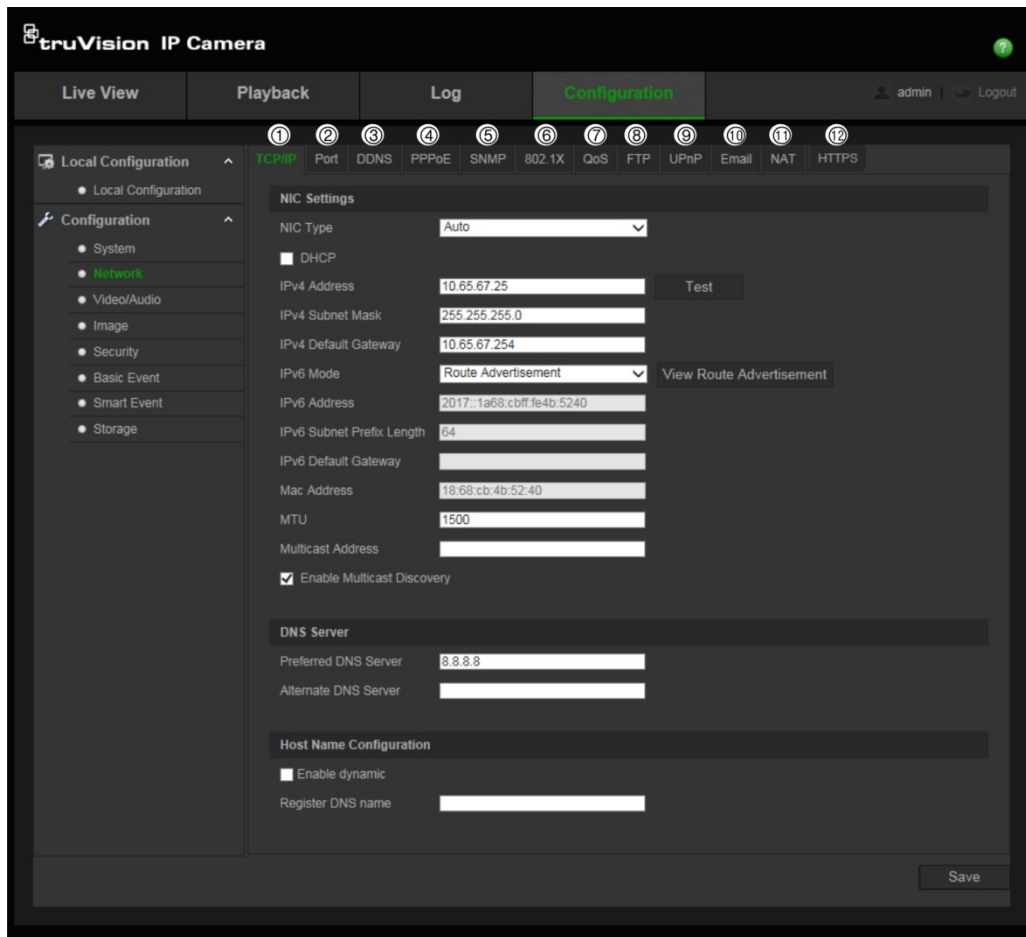 truVision IP Camera
?
Live View Playback Log Configuration admin | Logout
① ② ③ ④ ⑤ ⑥ ⑦ ⑧ ⑨ ⑩ ⑪ ⑫
TCP/IP Port DDNS PPPoE SNMP 802.1X QoS FTP UPnP Email NAT HTTPS
Local Configuration
Local Configuration
Configuration
System
Network
Video/Audio
Image
Security
Basic Event
Smart Event
Storage
NIC Settings
NIC Type Auto
DHCP
IPv4 Address 10.65.67.25 Test
IPv4 Subnet Mask 255.255.255.0
IPv4 Default Gateway 10.65.67.254
IPv6 Mode Route Advertisement View Route Advertisement
IPv6 Address 2017::1a68:cbff:fe4b:5240
IPv6 Subnet Prefix Length 64
IPv6 Default Gateway
Mac Address 18:68:cb:4b:52:40
MTU 1500
Multicast Address
Enable Multicast Discovery
DNS Server
Preferred DNS Server 8.8.8.8
Alternate DNS Server
Host Name Configuration
Enable dynamic
Register DNS name
Save